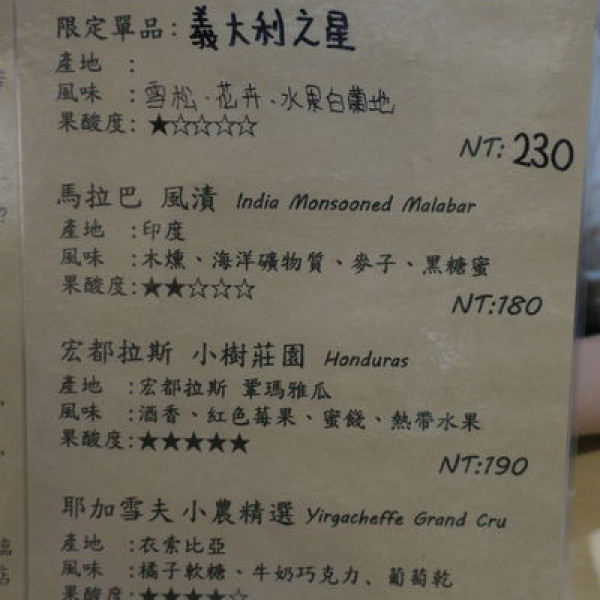 限定單品: 義大利之星
產地 :
風味 :雪松、花卉、水果白蘭地
果酸度:★☆☆☆☆
NT: 230
馬拉巴 風漬 India Monsooned Malabar
產地 :印度
風味 :木燻、海洋礦物質、麥子、黑糖蜜
果酸度:★★☆☆☆
NT:180
宏都拉斯 小樹莊園 Honduras
產地 :宏都拉斯 鞏瑪雅瓜
風味 :酒香、紅色莓果、蜜餞、熱帶水果
果酸度:★★★★★
NT:190
耶加雪夫 小農精選 Yirgacheffe Grand Cru
產地 :衣索比亞
風味 :橘子軟糖、牛奶巧克力、葡萄乾
果酸度:★★★★☆